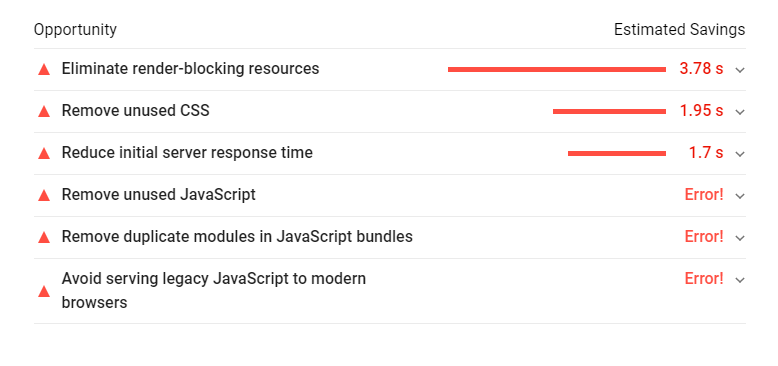 Opportunity Estimated Savings
Eliminate render-blocking resources 3.78 s
Remove unused CSS 1.95 s
Reduce initial server response time 1.7 s
Remove unused JavaScript Error!
Remove duplicate modules in JavaScript bundles Error!
Avoid serving legacy JavaScript to modern Error!
browsers